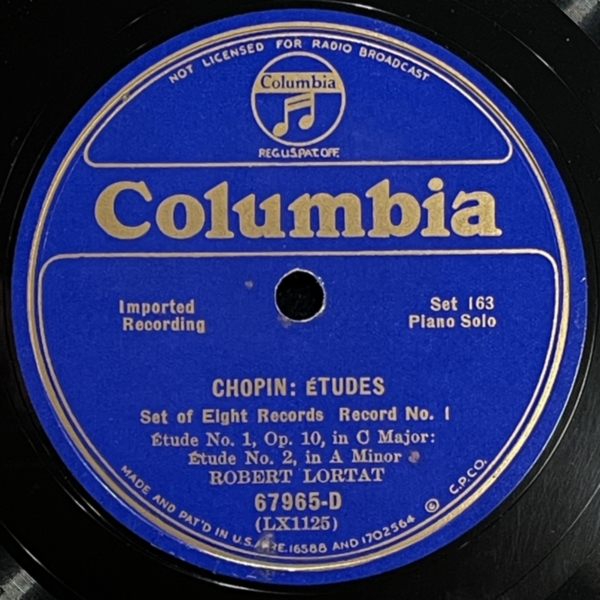 NOT LICENSED FOR RADIO BROADCAST
Columbia
REG.U.S.PAT.OFF.
Columbia
Imported
Recording
Set 163
Piano Solo
CHOPIN: ÉTUDES
Set of Eight Records Record No. 1
Étude No. 1, Op. 10, in C Major:
Étude No. 2, in A Minor
ROBERT LORTAT
67965-D
(LX1125)
MADE AND PAT'D IN U.S.A. RE.16588 AND 1702564 © C.P.CO.